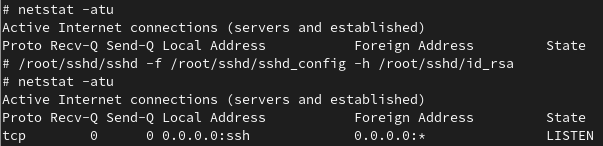 # netstat -atu
Active Internet connections (servers and established)
Proto Recv-Q Send-Q Local Address           Foreign Address         State
# /root/sshd/sshd -f /root/sshd/sshd_config -h /root/sshd/id_rsa
# netstat -atu
Active Internet connections (servers and established)
Proto Recv-Q Send-Q Local Address           Foreign Address         State
tcp        0      0 0.0.0.0:ssh             0.0.0.0:*               LISTEN